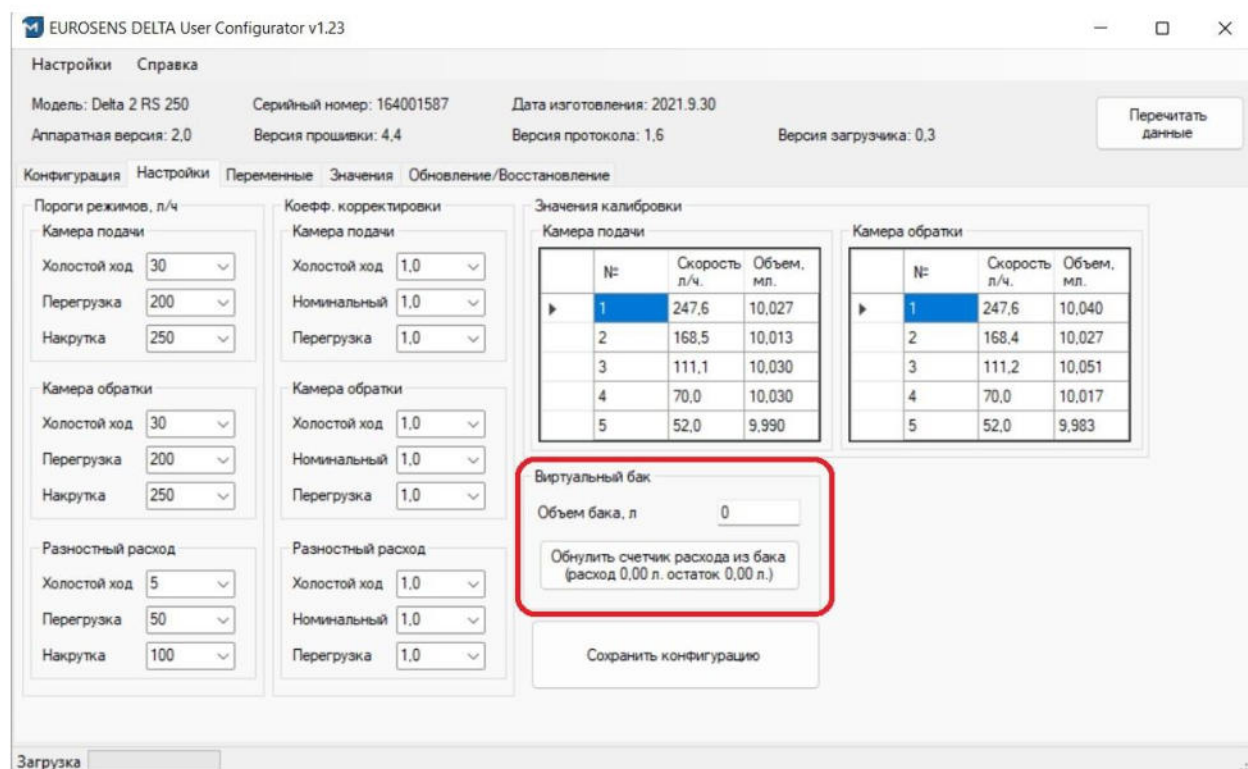 EUROSENS DELTA User Configurator v1.23
Настройки Справка
Модель: Delta 2 RS 250 Серийный номер: 164001587 Дата изготовления: 2021.9.30
Аппаратная версия: 2,0 Версия прошивки: 4,4 Версия протокола: 1,6 Версия загрузчика: 0,3
Перечитать
данные
Конфигурация Настройки Переменные Значения Обновление/Восстановление
Пороги режимов, л/ч
Камера подачи
Холостой ход 30
Перегрузка 200
Накрутка 250
Камера обратки
Холостой ход 30
Перегрузка 200
Накрутка 250
Разностный расход
Холостой ход 5
Перегрузка 50
Накрутка 100
Коефф. корректировки
Камера подачи
Холостой ход 1,0
Номинальный 1,0
Перегрузка 1,0
Камера обратки
Холостой ход 1,0
Номинальный 1,0
Перегрузка 1,0
Разностный расход
Холостой ход 1,0
Номинальный 1,0
Перегрузка 1,0
Значения калибровки
Камера подачи
№ Скорость л/ч. Объем, мл.
1 247,6 10,027
2 168,5 10,013
3 111,1 10,030
4 70,0 10,030
5 52,0 9,990
Камера обратки
№ Скорость л/ч. Объем, мл.
1 247,6 10,040
2 168,4 10,027
3 111,2 10,051
4 70,0 10,017
5 52,0 9,983
Виртуальный бак
Объем бака, л 0
Обнулить счетчик расхода из бака
(расход 0,00 л. остаток 0,00 л.)
Сохранить конфигурацию
Загрузка